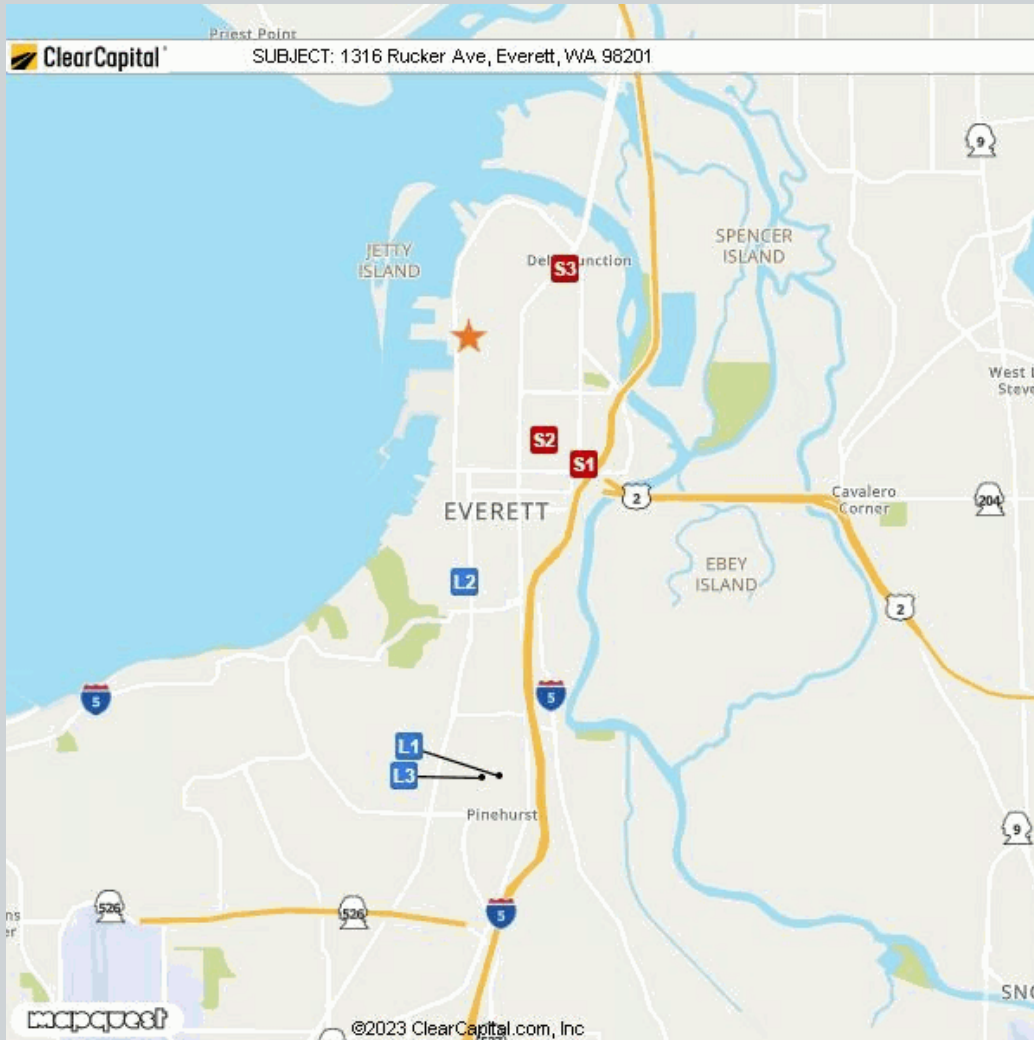 Priest Point
ClearCapital
SUBJECT: 1316 Rucker Ave, Everett, WA 98201
9
JETTY
ISLAND
SPENCER
ISLAND
S3
unction
West
Steve
S2
S1
EVERETT
2
Cavalero
Corner
204
L2
EBEY
ISLAND
2
5
5
L1
L3
Pinehurst
9
526
526
5
mapquest
©2023 ClearCapital.com, Inc